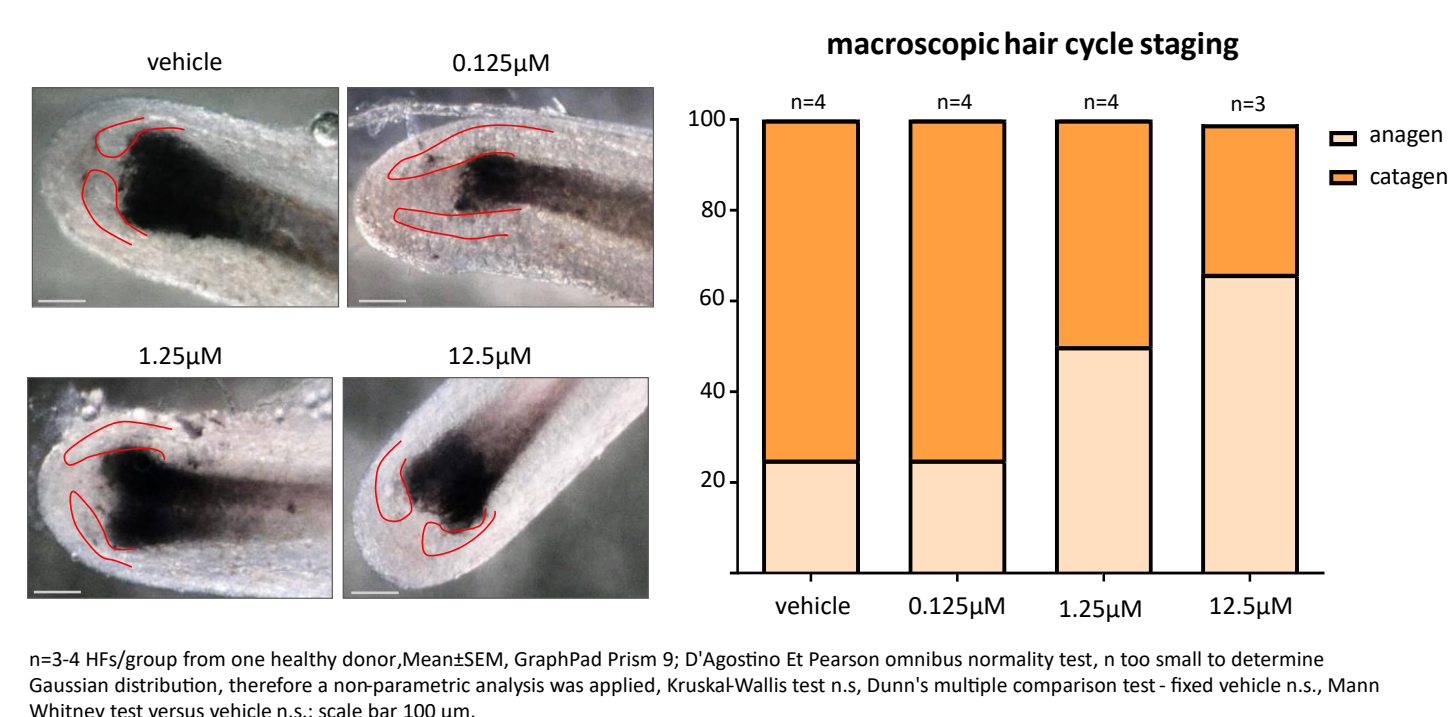 macroscopic hair cycle staging
vehicle
0.125µM
1.25µM
12.5µM
n=4
n=4
n=4
n=3
100
80
60
40
20
anagen
catagen
vehicle
0.125µM
1.25µM
12.5µM
n=3-4 HFs/group from one healthy donor,Mean±SEM, GraphPad Prism 9; D'Agostino Et Pearson omnibus normality test, n too small to determine
Gaussian distribution, therefore a non-parametric analysis was applied, Kruskal-Wallis test n.s, Dunn's multiple comparison test - fixed vehicle n.s., Mann
Whitney test versus vehicle n.s.; scale bar 100 um.